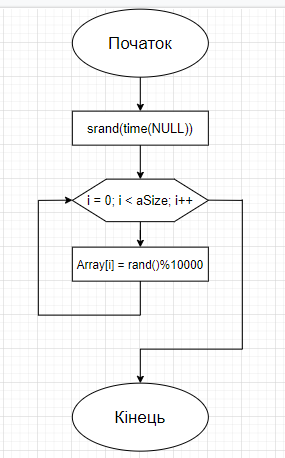 Початок
srand(time(NULL))
i = 0; i < aSize; i++
Array[i] = rand()%10000
Кінець